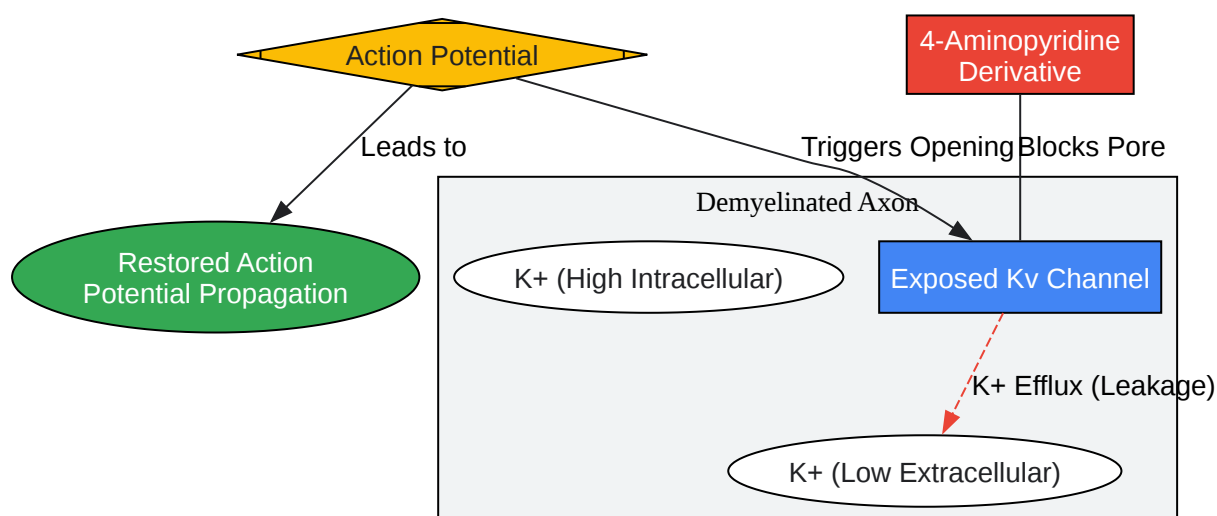 Action Potential
4-Aminopyridine
Derivative
Leads to
Triggers Opening
Blocks Pore
Demyelinated Axon
Restored Action
Potential Propagation
K+ (High Intracellular)
Exposed Kv Channel
K+ Efflux (Leakage)
K+ (Low Extracellular)